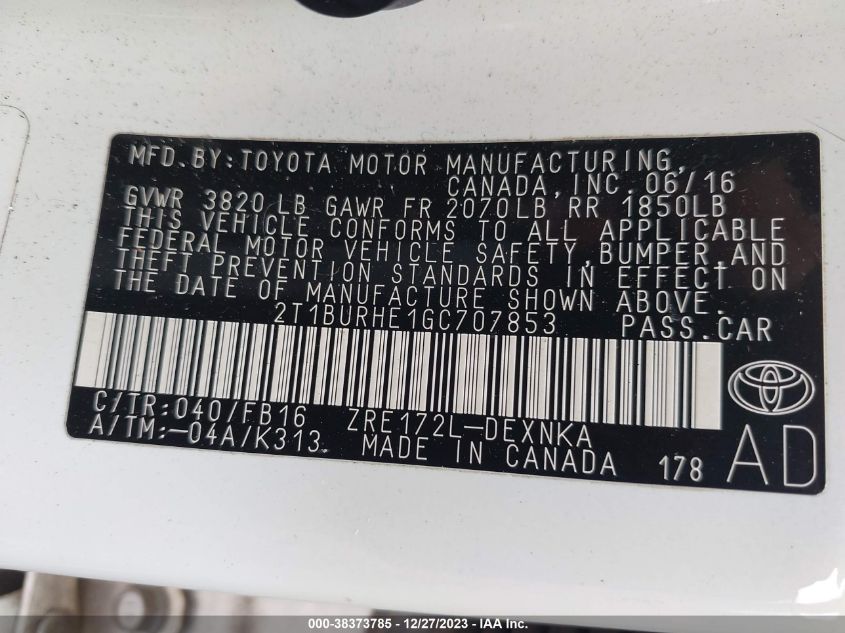 MFD. BY: TOYOTA MOTOR MANUFACTURING,
CANADA, INC. 06/16
GVWR 3820 LB GAWR FR 2070LB RR 1850LB
THIS VEHICLE CONFORMS TO ALL APPLICABLE
FEDERAL MOTOR VEHICLE SAFETY, BUMPER, AND
THEFT PREVENTION STANDARDS IN EFFECT ON
THE DATE OF MANUFACTURE SHOWN ABOVE.
2T1BURHE1GC707853 PASS. CAR
C/TR: 040/FB16 ZRE172L-DEXNKA
A/TM: -04A/K313 MADE IN CANADA 178
AD
000-38373785 - 12/27/2023 - IAA Inc.